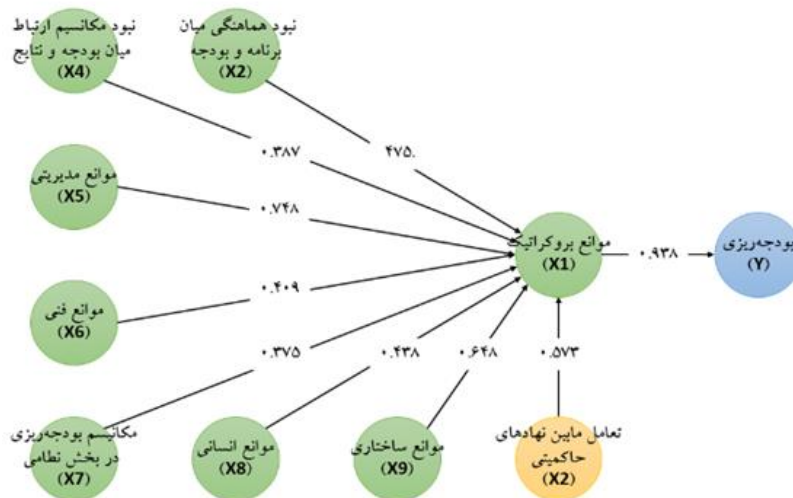 نبود مکانسیم ارتباط
میان بودجه و نتایج
(X4)
نبود هماهنگی میان
برنامه و بودجه
(X2)
۰.۳۸۷
۴۷۵.
موانع مدیریتی
(X5)
۰.۷۴۸
موانع بروکراتیک
(X1)
۰.۹۳۸
بودجه‌ریزی
(Y)
موانع فنی
(X6)
۰.۴۰۹
۰.۳۷۵
۰.۴۳۸
۰.۶۴۸
۰.۵۷۳
مکانیسم بودجه‌ریزی
در بخش نظامی
(X7)
موانع انسانی
(X8)
موانع ساختاری
(X9)
تعامل مابین نهادهای
حاکمیتی
(X2)